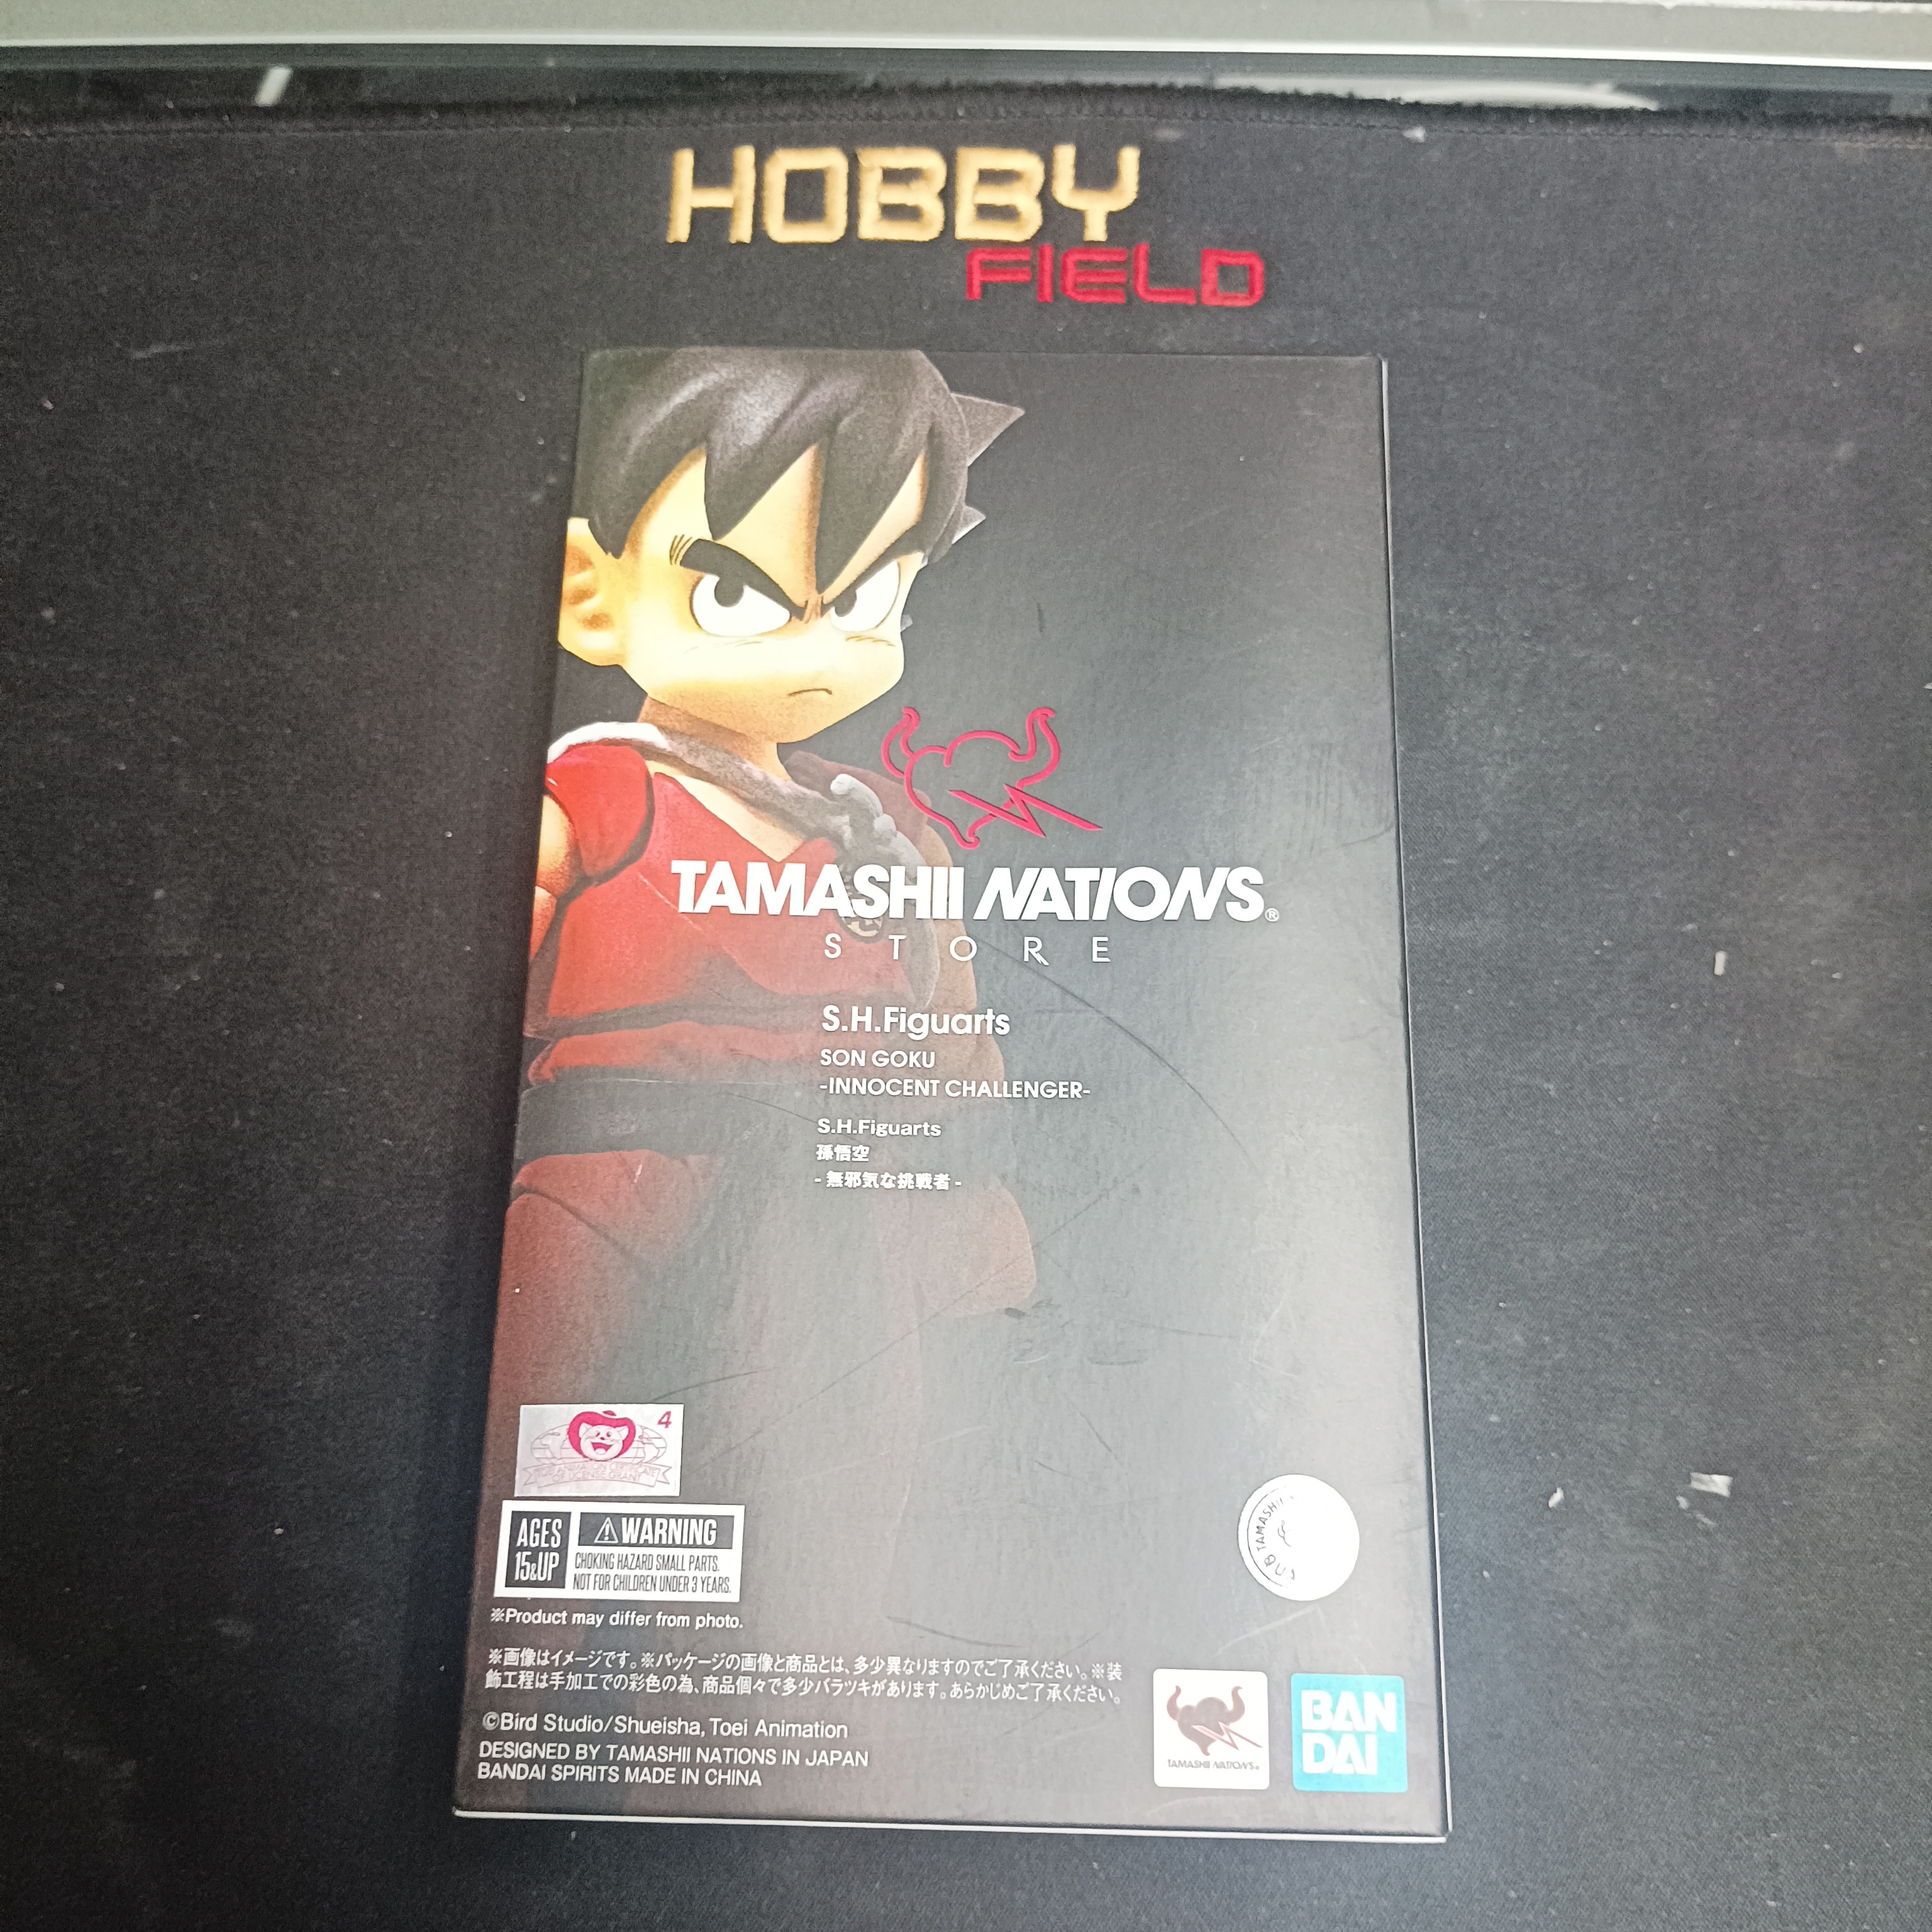 HOBBY
FIELD
TAMASHII NATIONS®
STORE
S.H.Figuarts
SON GOKU
-INNOCENT CHALLENGER-
S.H.Figuarts
孫悟空
- 無邪気な挑戦者 -
4
AGES
15&UP
⚠WARNING
CHOKING HAZARD SMALL PARTS.
NOT FOR CHILDREN UNDER 3 YEARS.
※Product may differ from photo.
※画像はイメージです。※パッケージの画像と商品とは、多少異なりますのでご了承ください。※装
飾工程は手加工での彩色の為、商品個々で多少バラツキがあります。あらかじめご了承ください。
©Bird Studio/Shueisha, Toei Animation
DESIGNED BY TAMASHII NATIONS IN JAPAN
BANDAI SPIRITS MADE IN CHINA
TAMASHII
TAMASHII NATIONS®
BAN
DAI